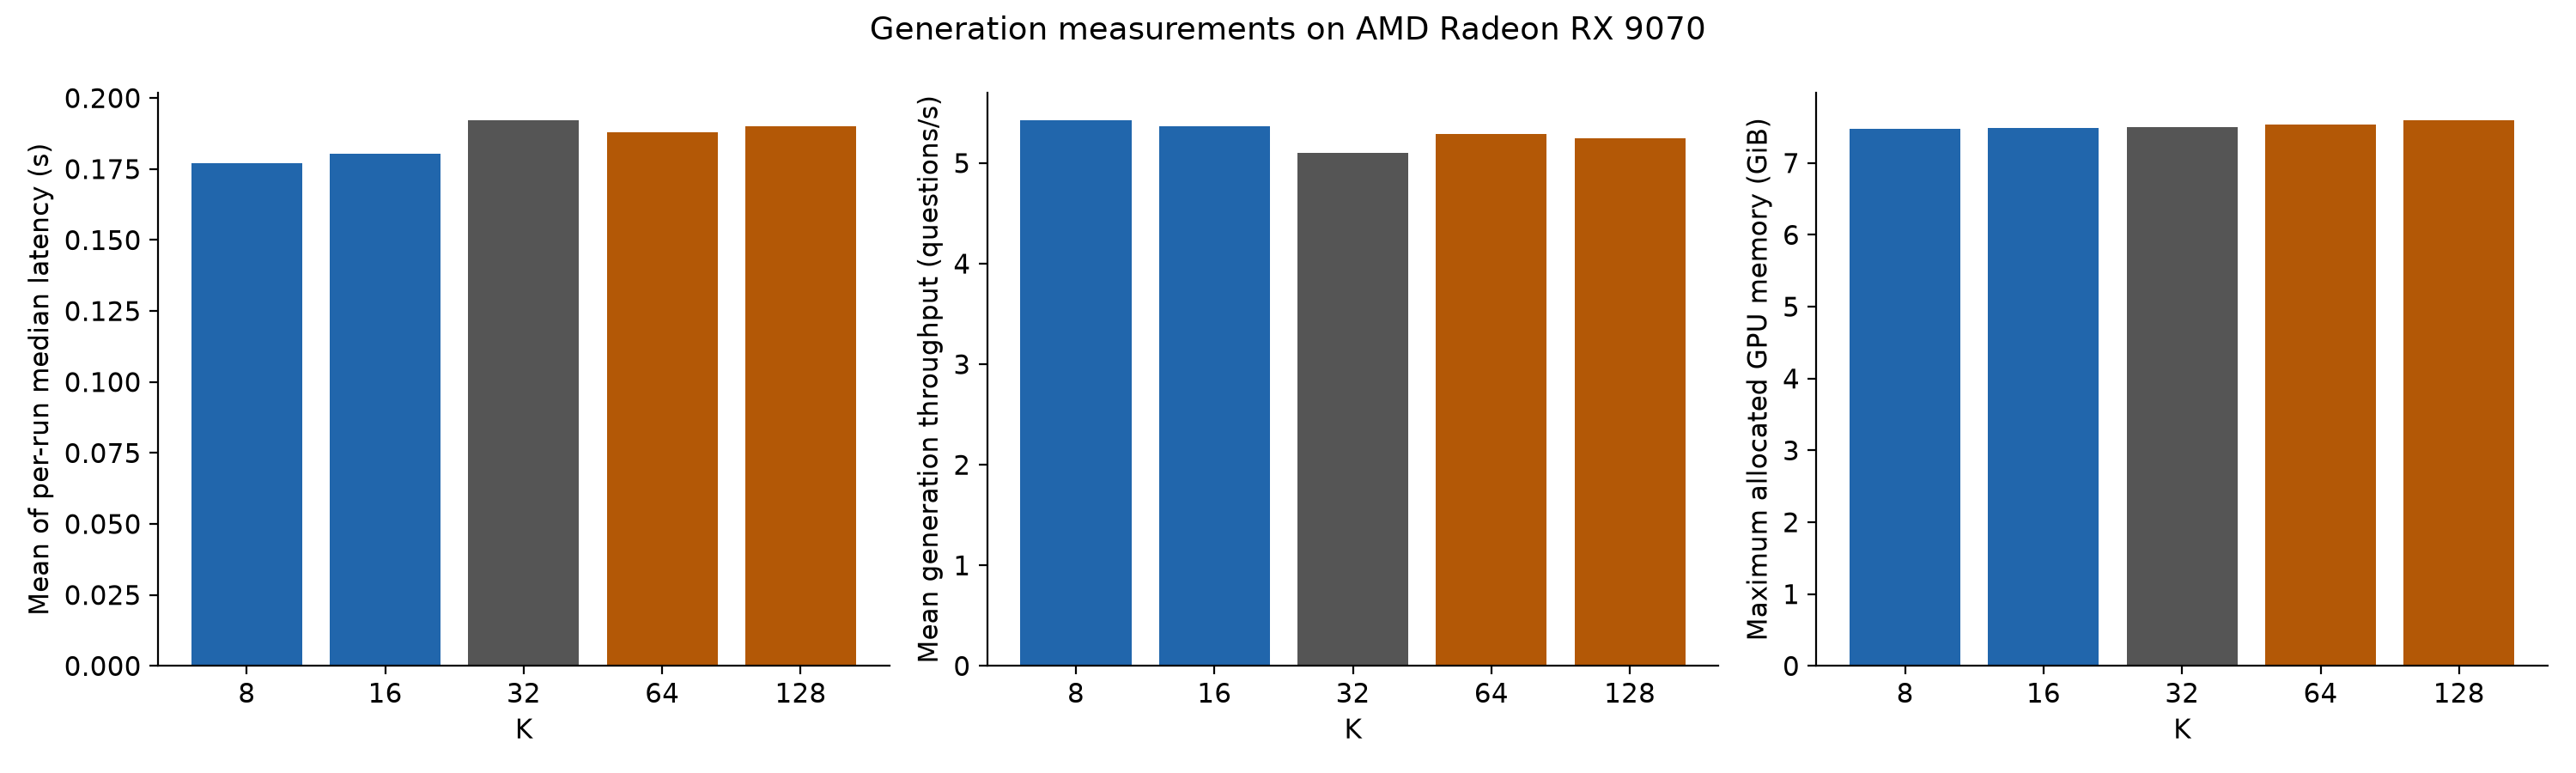 Generation measurements on AMD Radeon RX 9070
Mean of per-run median latency (s)
0.200
0.175
0.150
0.125
0.100
0.075
0.050
0.025
0.000
8 16 32 64 128
K
Mean generation throughput (questions/s)
5
4
3
2
1
0
8 16 32 64 128
K
Maximum allocated GPU memory (GiB)
7
6
5
4
3
2
1
0
8 16 32 64 128
K